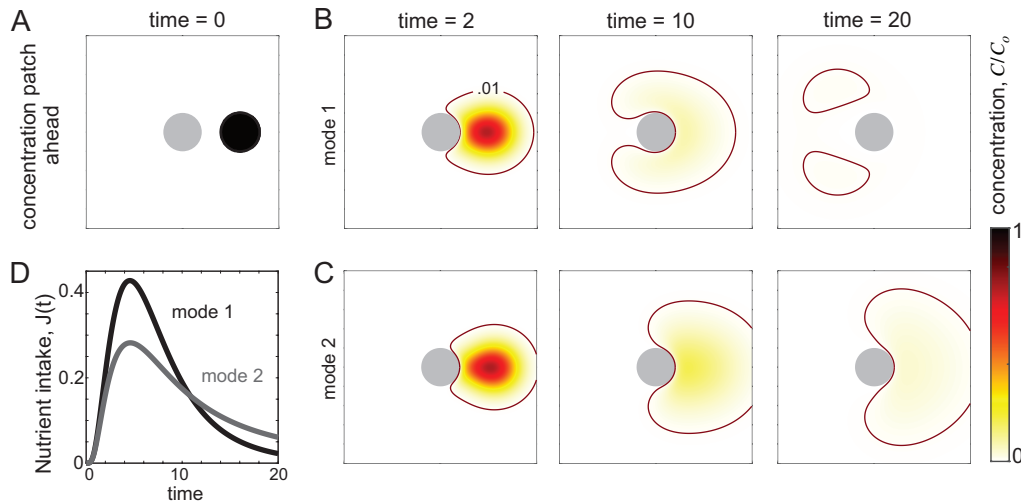 A
time = 0
B
time = 2
time = 10
time = 20
concentration patch
ahead
mode 1
.01
concentration, C/Co
1
0
D
Nutrient intake, J(t)
0.4
0.2
0
mode 1
mode 2
0
10
20
time
C
mode 2